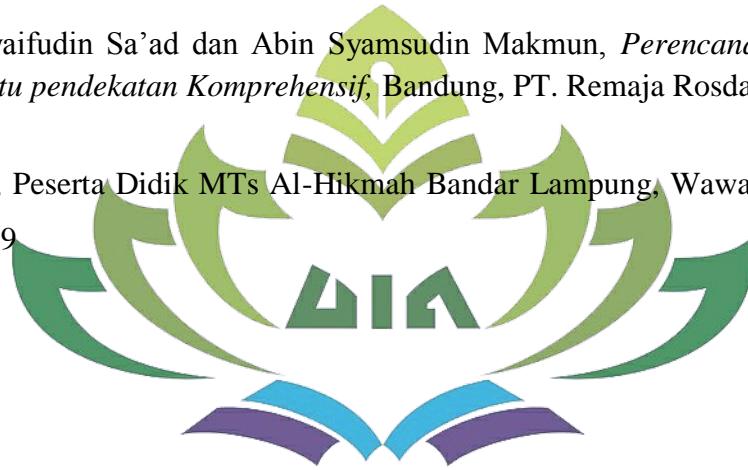 yaifudin Sa’ad dan Abin Syamsudin Makmun, Perencana
tu pendekatan Komprehensif, Bandung, PT. Remaja Rosda
, Peserta Didik MTs Al-Hikmah Bandar Lampung, Wawa
9
UIN